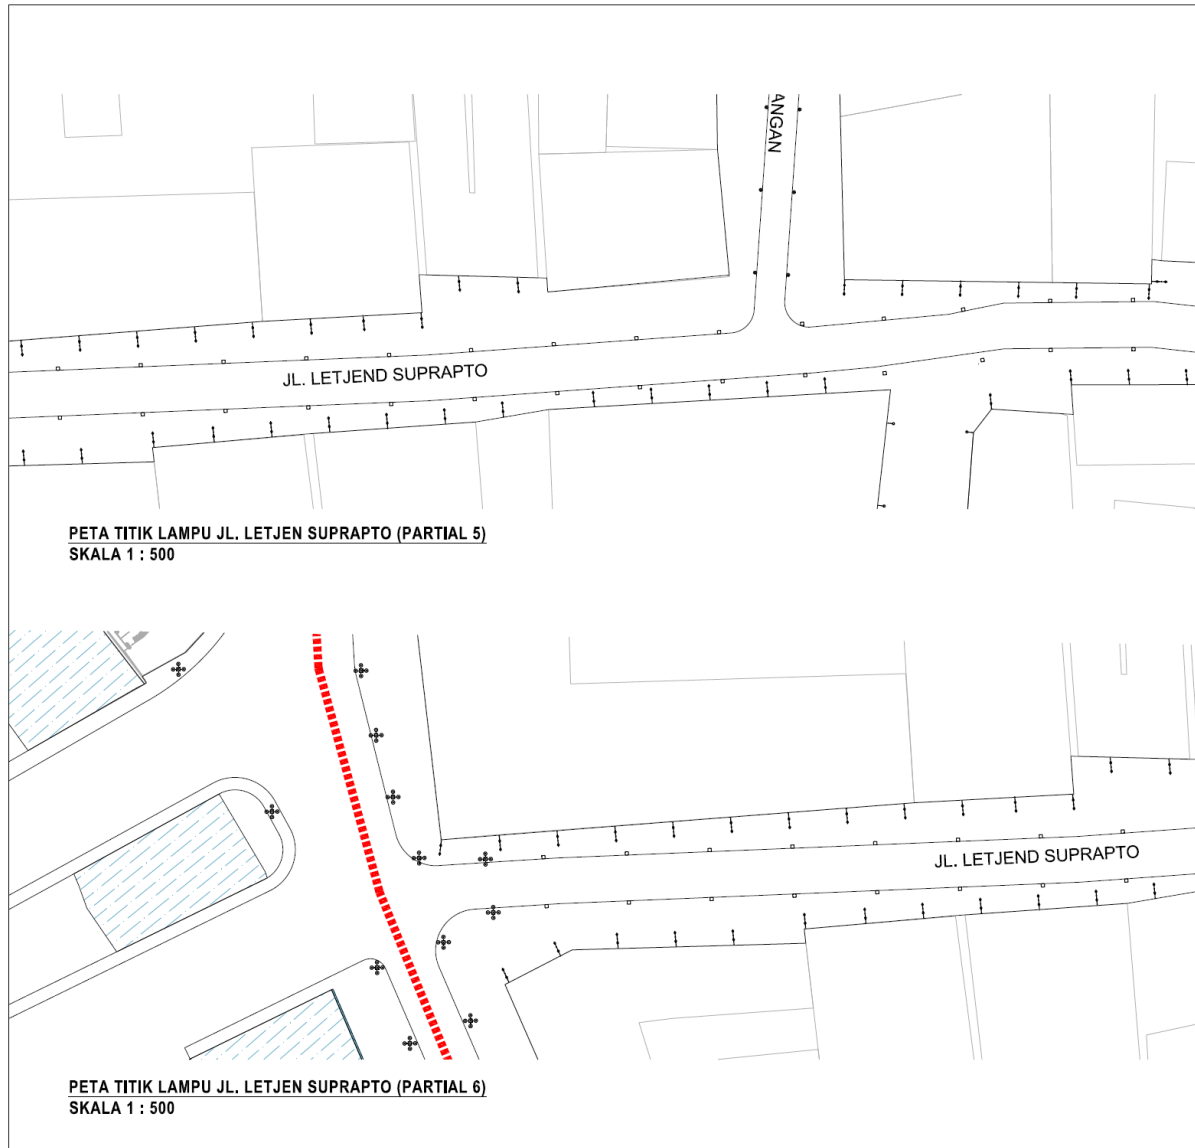 ANGAN
JL. LETJEND SUPRAPTO
PETA TITIK LAMPU JL. LETJEN SUPRAPTO (PARTIAL 5)
SKALA 1 : 500
JL. LETJEND SUPRAPTO
PETA TITIK LAMPU JL. LETJEN SUPRAPTO (PARTIAL 6)
SKALA 1 : 500